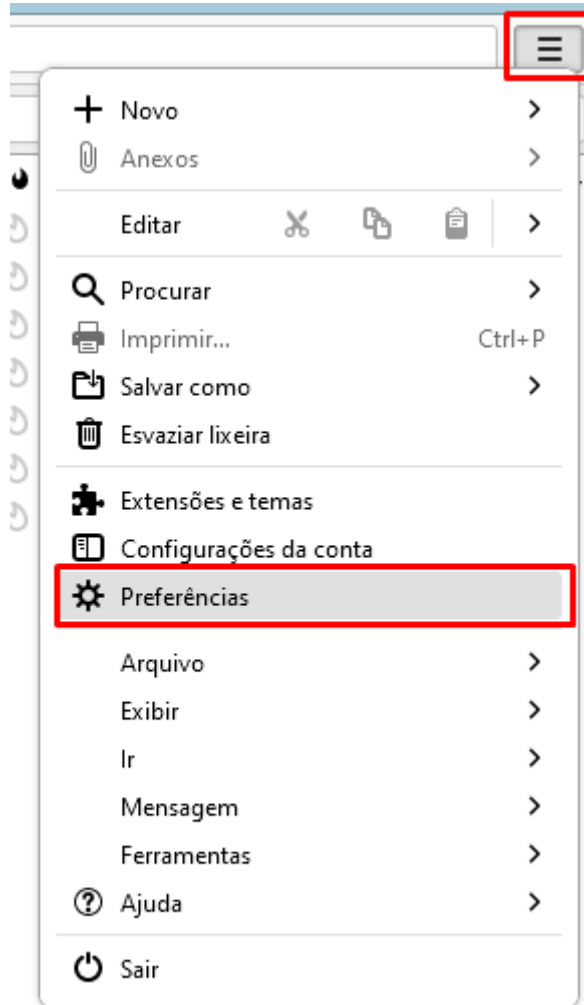 Novo
Anexos
Editar
Procurar
Imprimir... Ctrl+P
Salvar como
Esvaziar lixeira
Extensões e temas
Configurações da conta
Preferências
Arquivo
Exibir
Ir
Mensagem
Ferramentas
Ajuda
Sair